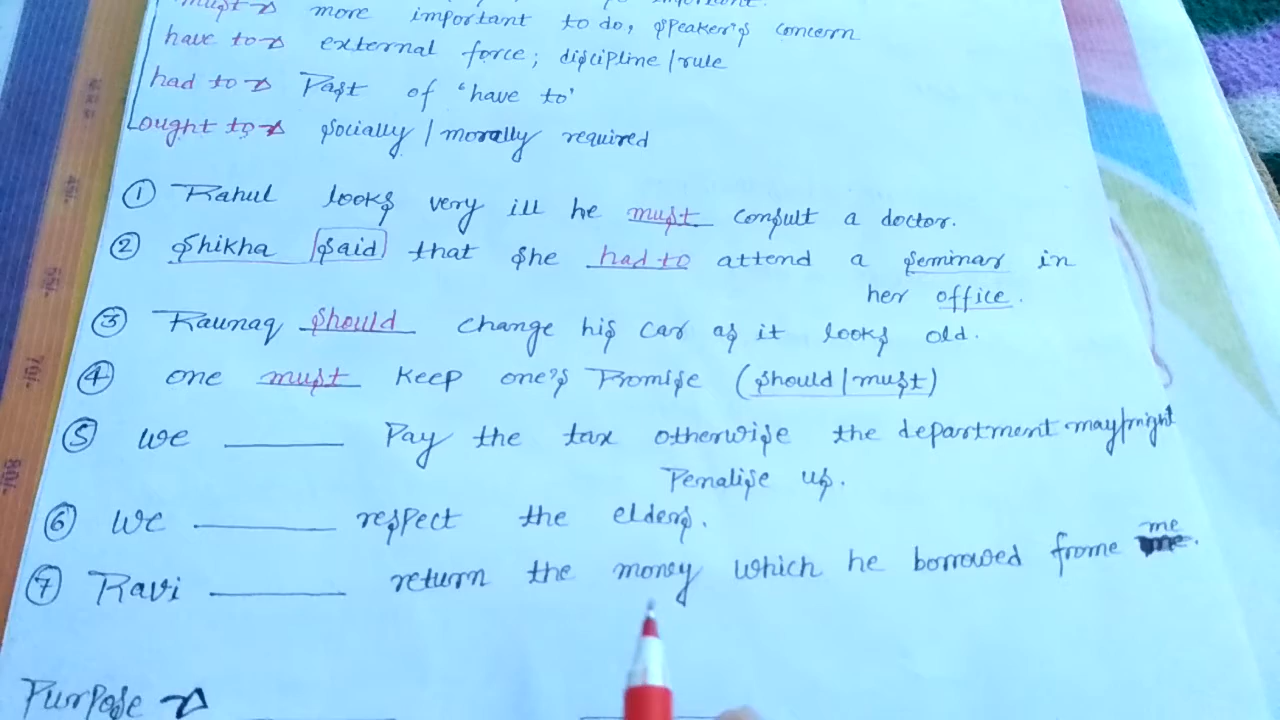 must → more important to do, speaker's concern
have to → external force; discipline/rule
had to → Past of 'have to'
ought to → socially/morally required
① Rahul looks very ill he must consult a doctor.
② Shikha said that she had to attend a seminar in
her office.
③ Raunaq should change his car as it looks old.
④ one must keep one's Promise (should/must)
⑤ we ______ Pay the tax otherwise the department may/might
Penalise us.
⑥ We ______ respect the elders.
⑦ Ravi ______ return the money which he borrowed frome me.
Purpose →